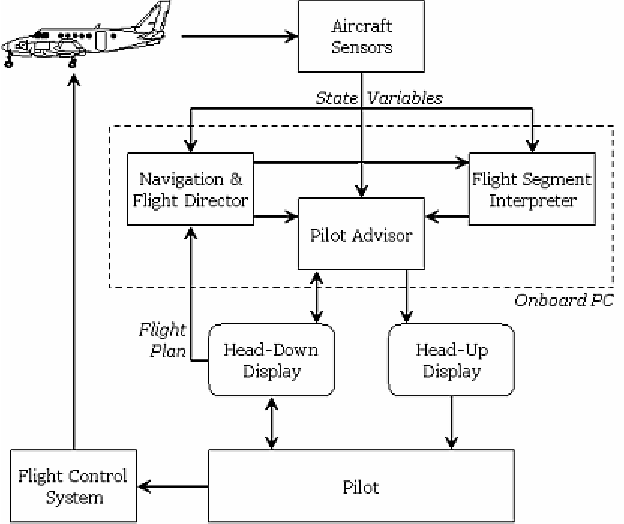 Aircraft
Sensors
State Variables
Navigation &
Flight Director
Flight Segment
Interpreter
Pilot Advisor
Onboard PC
Flight
Plan
Head-Down
Display
Head-Up
Display
Flight Control
System
Pilot